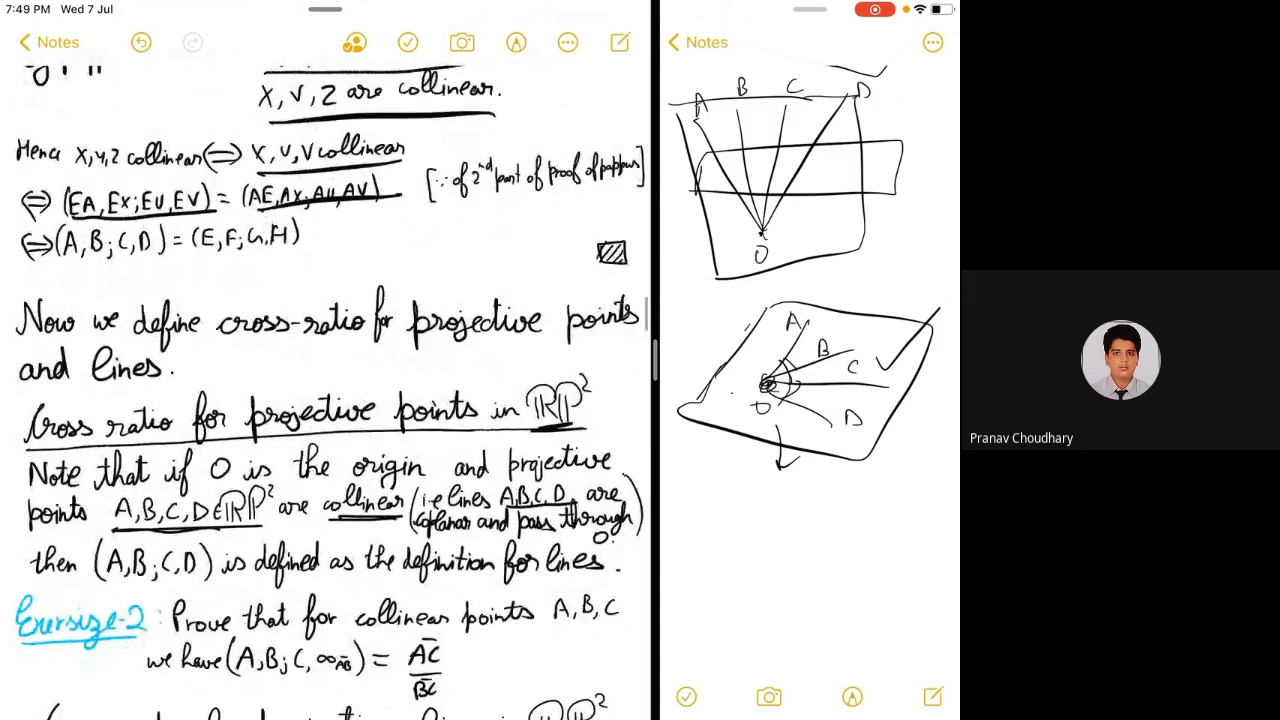 7:49 PM Wed 7 Jul
Notes
X, V, Z are collinear.
Hence X,Y,Z collinear ⟺ X, U, V collinear
⟺ (EA, EX; EU, EV) = (AE, AX; AU, AV) [∵ of 2nd part of proof of pappus]
⟺ (A, B; C, D) = (E, F; G, H)
Now we define cross-ratio for projective points
and lines.
Cross ratio for projective points in ℝP²
Note that if O is the origin and projective
points A,B,C,D ∈ ℝP² are collinear (i.e lines A,B,C,D are
coplanar and pass through
O.)
then (A,B;C,D) is defined as the definition for lines.
Exersize-2: Prove that for collinear points A, B, C
we have (A, B; C, ∞AB) = AC/BC
Notes
A B C D
O
A
B
C
O
D
Pranav Choudhary